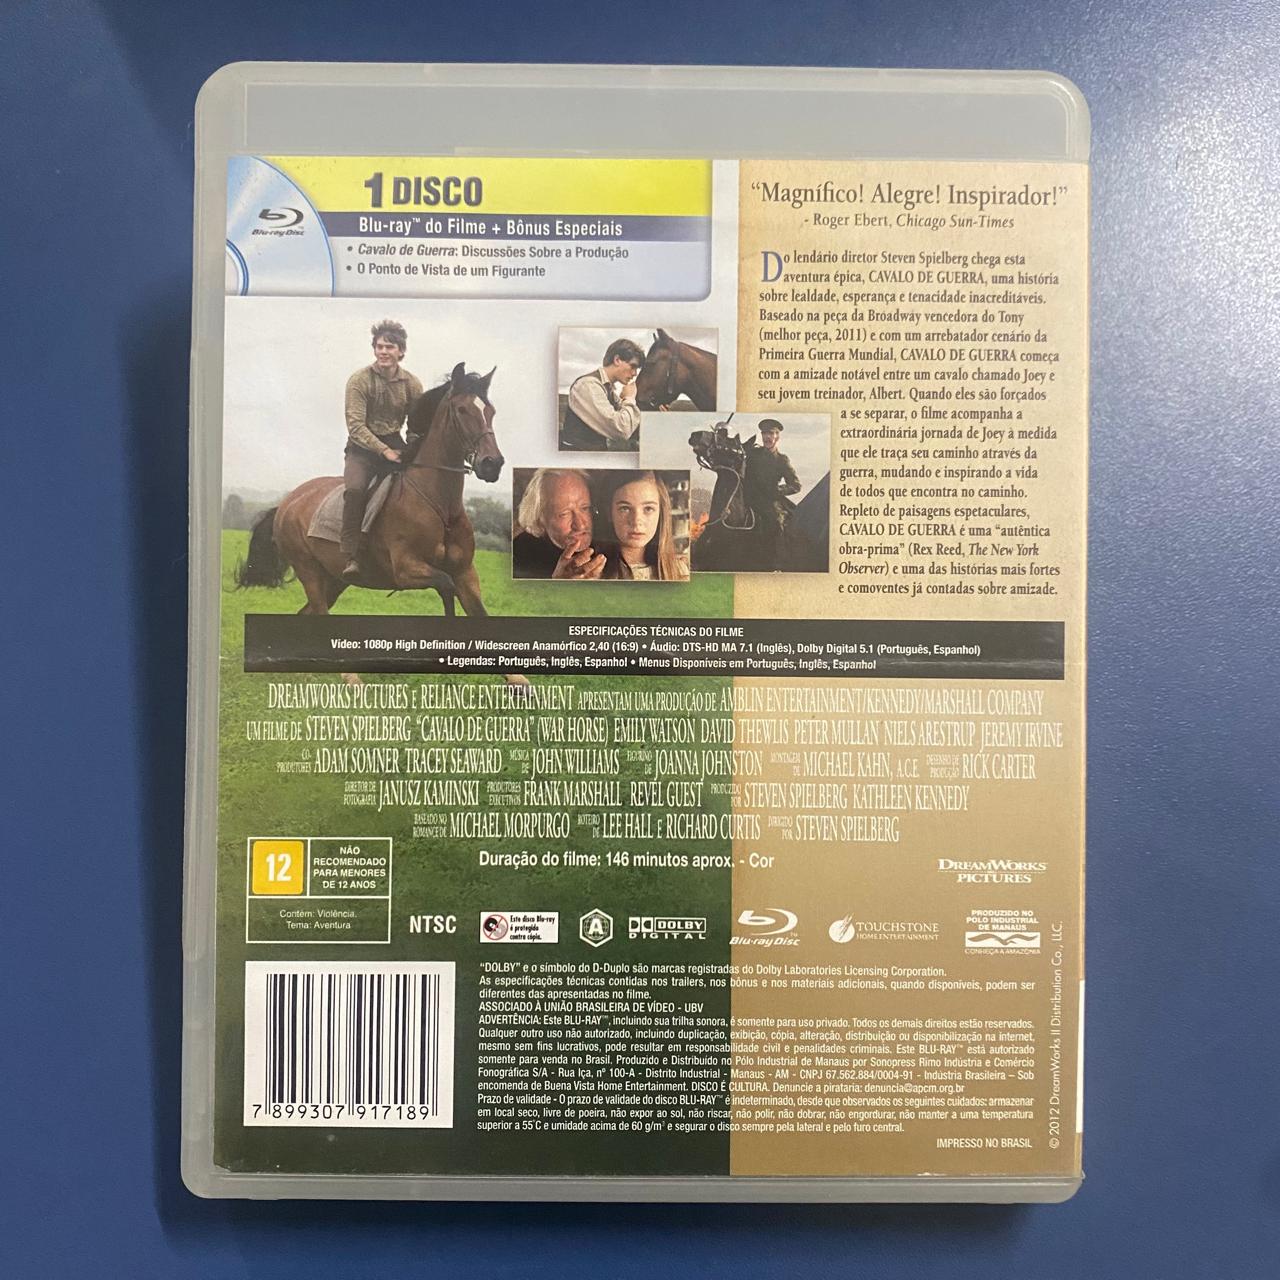 1 DISCO
Blu-ray™ do Filme + Bônus Especiais
• Cavalo de Guerra: Discussões Sobre a Produção
• O Ponto de Vista de um Figurante
Blu-ray Disc
“Magnífico! Alegre! Inspirador!”
- Roger Ebert, Chicago Sun-Times
Do lendário diretor Steven Spielberg chega esta
aventura épica, CAVALO DE GUERRA, uma história
sobre lealdade, esperança e tenacidade inacreditáveis.
Baseado na peça da Broadway vencedora do Tony
(melhor peça, 2011) e com um arrebatador cenário da
Primeira Guerra Mundial, CAVALO DE GUERRA começa
com a amizade notável entre um cavalo chamado Joey e
seu jovem treinador, Albert. Quando eles são forçados
a se separar, o filme acompanha a
extraordinária jornada de Joey à medida
que ele traça seu caminho através da
guerra, mudando e inspirando a vida
de todos que encontra no caminho.
Repleto de paisagens espetaculares,
CAVALO DE GUERRA é uma “autêntica
obra-prima” (Rex Reed, The New York
Observer) e uma das histórias mais fortes
e comoventes já contadas sobre amizade.
ESPECIFICAÇÕES TÉCNICAS DO FILME
Vídeo: 1080p High Definition / Widescreen Anamórfico 2,40 (16:9) • Áudio: DTS-HD MA 7.1 (Inglês), Dolby Digital 5.1 (Português, Espanhol)
• Legendas: Português, Inglês, Espanhol • Menus Disponíveis em Português, Inglês, Espanhol
DREAMWORKS PICTURES E RELIANCE ENTERTAINMENT APRESENTAM UMA PRODUÇÃO DE AMBLIN ENTERTAINMENT/KENNEDY/MARSHALL COMPANY
UM FILME DE STEVEN SPIELBERG “CAVALO DE GUERRA” (WAR HORSE) EMILY WATSON DAVID THEWLIS PETER MULLAN NIELS ARESTRUP JEREMY IRVINE
CO-PRODUTORES ADAM SOMNER TRACEY SEAWARD MÚSICA DE JOHN WILLIAMS FIGURINO DE JOANNA JOHNSTON MONTAGEM DE MICHAEL KAHN, A.C.E. DESENHO DE PRODUÇÃO RICK CARTER
DIRETOR DE FOTOGRAFIA JANUSZ KAMINSKI PRODUTORES EXECUTIVOS FRANK MARSHALL REVEL GUEST PRODUZIDO POR STEVEN SPIELBERG KATHLEEN KENNEDY
BASEADO NO ROMANCE DE MICHAEL MORPURGO ROTEIRO DE LEE HALL E RICHARD CURTIS DIRIGIDO POR STEVEN SPIELBERG
12
NÃO
RECOMENDADO
PARA MENORES
DE 12 ANOS
Contém: Violência.
Tema: Aventura
Duração do filme: 146 minutos aprox. - Cor
DREAMWORKS
PICTURES
NTSC
Este disco Blu-ray
é protegido
contra cópia.
A
DOLBY
DIGITAL
Blu-ray Disc
TOUCHSTONE
HOME ENTERTAINMENT
PRODUZIDO NO
PÓLO INDUSTRIAL
DE MANAUS
CONHEÇA A AMAZÔNIA
“DOLBY” e o símbolo do D-Duplo são marcas registradas do Dolby Laboratories Licensing Corporation.
As especificações técnicas contidas nos trailers, nos bônus e nos materiais adicionais, quando disponíveis, podem ser
diferentes das apresentadas no filme.
ASSOCIADO À UNIÃO BRASILEIRA DE VÍDEO - UBV
ADVERTÊNCIA: Este BLU-RAY™, incluindo sua trilha sonora, é somente para uso privado. Todos os demais direitos estão reservados.
Qualquer outro uso não autorizado, incluindo duplicação, exibição, cópia, alteração, distribuição ou disponibilização na internet,
mesmo sem fins lucrativos, pode resultar em responsabilidade civil e penalidades criminais. Este BLU-RAY™ está autorizado
somente para venda no Brasil. Produzido e Distribuído no Pólo Industrial de Manaus por Sonopress Rimo Indústria e Comércio
Fonográfica S/A - Rua Iça, nº 100-A - Distrito Industrial - Manaus - AM - CNPJ 67.562.884/0004-91 - Indústria Brasileira – Sob
encomenda de Buena Vista Home Entertainment. DISCO É CULTURA. Denuncie a pirataria: denuncia@apcm.org.br
Prazo de validade - O prazo de validade do disco BLU-RAY™ é indeterminado, desde que observados os seguintes cuidados: armazenar
em local seco, livre de poeira, não expor ao sol, não riscar, não polir, não dobrar, não engordurar, não manter a uma temperatura
superior a 55°C e umidade acima de 60 g/m³ e segurar o disco sempre pela lateral e pelo furo central.
IMPRESSO NO BRASIL
7 899307 917189
© 2012 DreamWorks II Distribution Co., LLC.